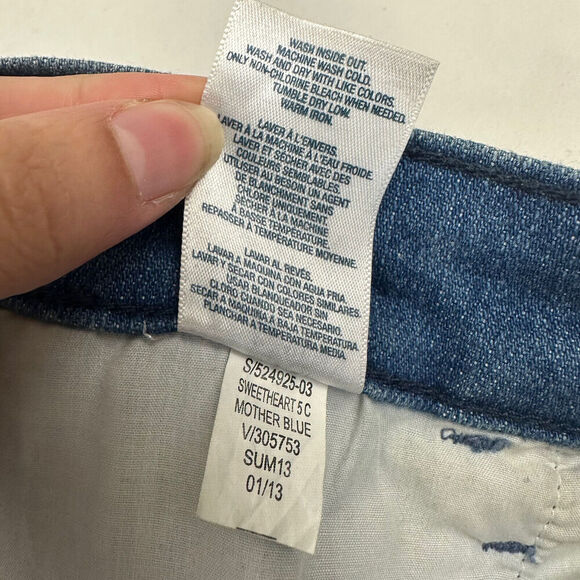 WASH INSIDE OUT.
MACHINE WASH COLD.
WASH AND DRY WITH LIKE COLORS.
ONLY NON-CHLORINE BLEACH WHEN NEEDED.
TUMBLE DRY LOW.
WARM IRON.
LAVER À L'ENVERS.
LAVER À LA MACHINE À L'EAU FROIDE
LAVER ET SÉCHER AVEC DES
COULEURS SEMBLABLES.
UTILISER AU BESOIN UN AGENT
DE BLANCHIMENT SANS
CHLORE UNIQUEMENT.
SÉCHER À LA MACHINE
À BASSE TEMPÉRATURE.
REPASSER À TEMPÉRATURE MOYENNE.
LAVAR AL REVÉS.
LAVAR A MAQUINA CON AGUA FRIA
LAVAR Y SECAR CON COLORES SIMILARES.
USAR BLANQUEADOR SIN
CLORO CUANDO SEA NECESARIO.
SECAR A MAQUINA A BAJA TEMPERATURA
PLANCHAR A TEMPERATURA MEDIA.
S/524925-03
SWEETHEART 5 C
MOTHER BLUE
V/305753
SUM13
01/13